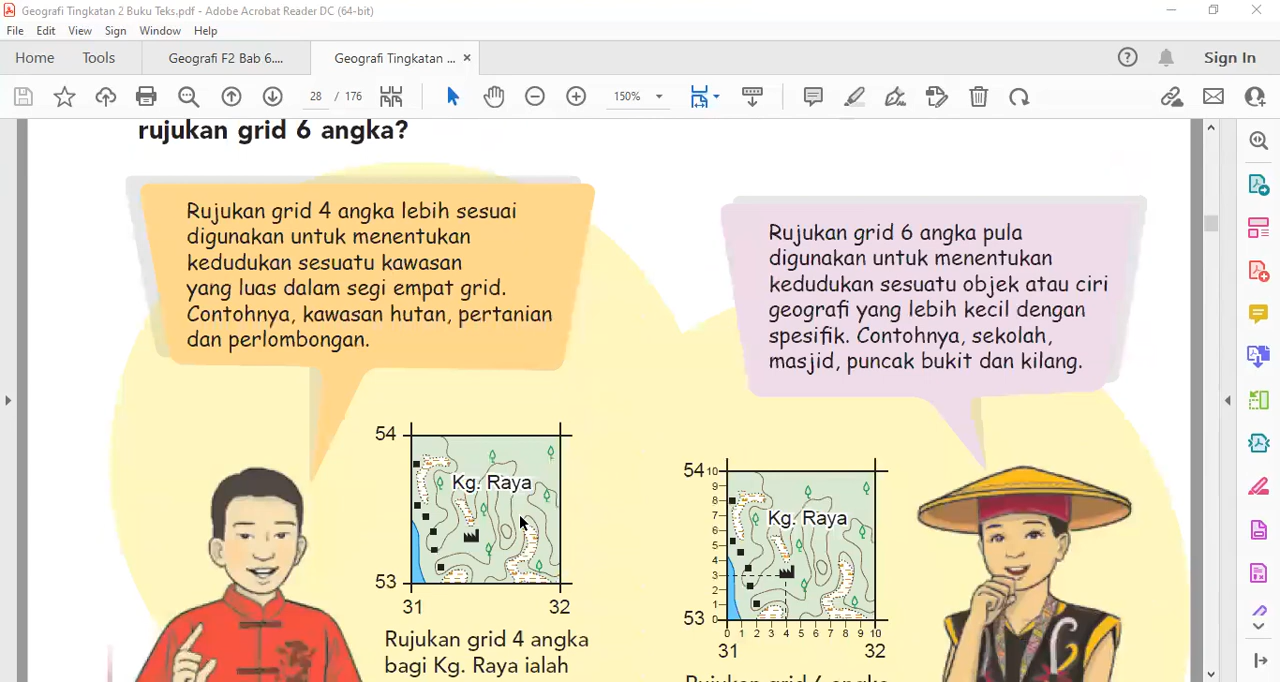 Geografi Tingkatan 2 Buku Teks.pdf - Adobe Acrobat Reader DC (64-bit)
File Edit View Sign Window Help
Home Tools Geografi F2 Bab 6.... Geografi Tingkatan ... × Sign In
28 / 176 150%
rujukan grid 6 angka?
Rujukan grid 4 angka lebih sesuai
digunakan untuk menentukan
kedudukan sesuatu kawasan
yang luas dalam segi empat grid.
Contohnya, kawasan hutan, pertanian
dan perlombongan.
Rujukan grid 6 angka pula
digunakan untuk menentukan
kedudukan sesuatu objek atau ciri
geografi yang lebih kecil dengan
spesifik. Contohnya, sekolah,
masjid, puncak bukit dan kilang.
54
Kg. Raya
53
31 32
Rujukan grid 4 angka
bagi Kg. Raya ialah
54 10
9
8
7
Kg. Raya
6
5
4
3
2
1
53 0
0 1 2 3 4 5 6 7 8 9 10
31 32
Rujukan grid 6 angka